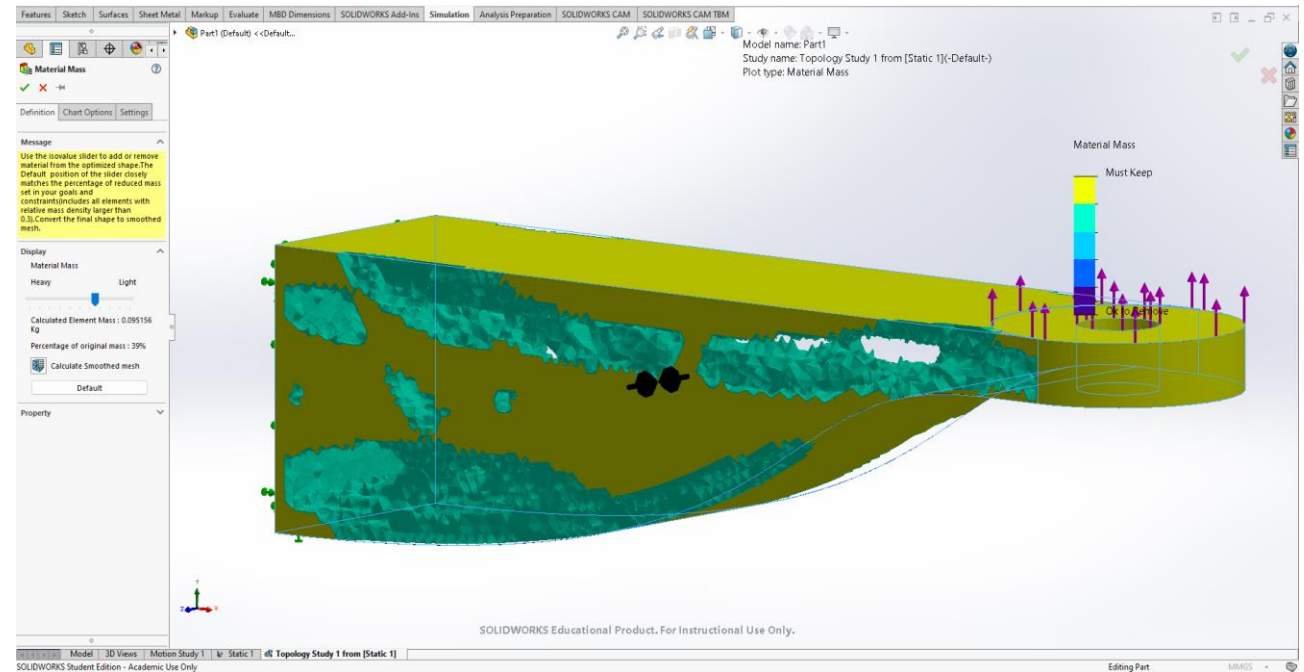 Features Sketch Surfaces Sheet Metal Markup Evaluate MBD Dimensions SOLIDWORKS Add-Ins Simulation Analysis Preparation SOLIDWORKS CAM SOLIDWORKS CAM TBM
Part1 (Default) <<Default...
Model name: Part1
Study name: Topology Study 1 from [Static 1](-Default-)
Plot type: Material Mass
Material Mass
Definition Chart Options Settings
Message
Use the isovalue slider to add or remove
material from the optimized shape.The
Default position of the slider closely
matches the percentage of reduced mass
set in your goals and
constraints(includes all elements with
relative mass density larger than
0.3).Convert the final shape to smoothed
mesh.
Display
Material Mass
Heavy Light
Calculated Element Mass : 0.095156
Kg
Percentage of original mass : 39%
Calculate Smoothed mesh
Default
Property
Material Mass
Must Keep
Ok to Remove
y
z x
SOLIDWORKS Educational Product. For Instructional Use Only.
Model 3D Views Motion Study 1 Static 1 Topology Study 1 from [Static 1]
SOLIDWORKS Student Edition - Academic Use Only Editing Part MMGS